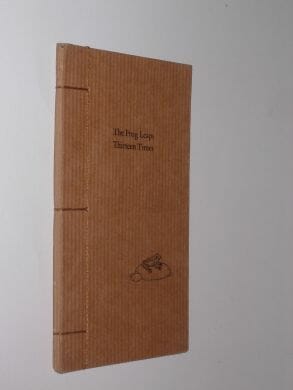 The Frog Leaps
Thirteen Times